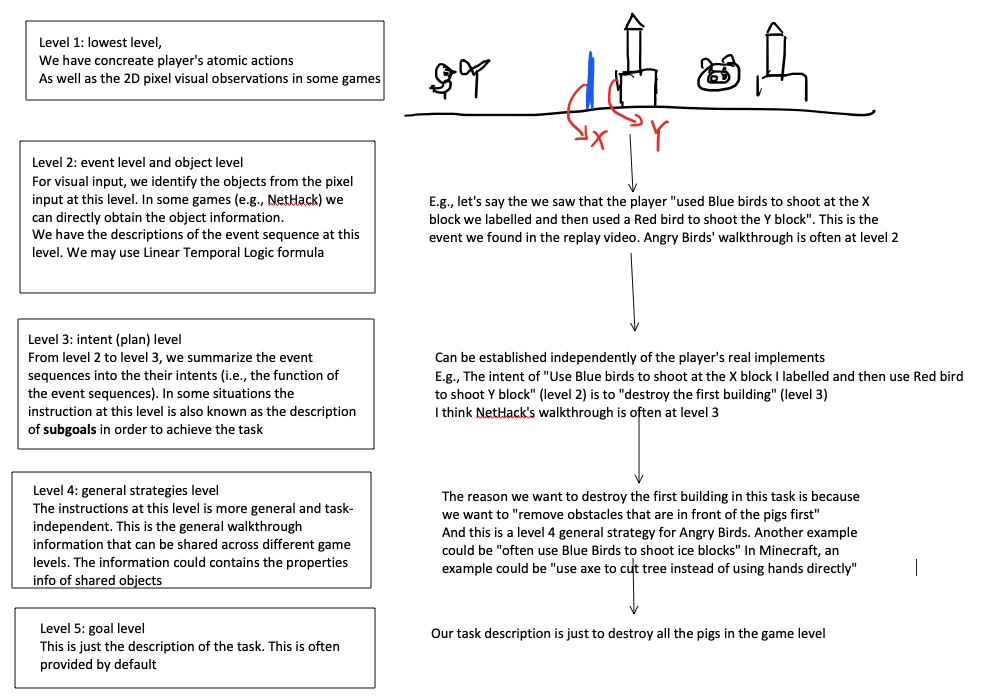 Level 1: lowest level,
We have concreate player's atomic actions
As well as the 2D pixel visual observations in some games
X
Y
Level 2: event level and object level
For visual input, we identify the objects from the pixel
input at this level. In some games (e.g., NetHack) we
can directly obtain the object information.
We have the descriptions of the event sequence at this
level. We may use Linear Temporal Logic formula
E.g., let's say the we saw that the player "used Blue birds to shoot at the X
block we labelled and then used a Red bird to shoot the Y block". This is the
event we found in the replay video. Angry Birds' walkthrough is often at level 2
Level 3: intent (plan) level
From level 2 to level 3, we summarize the event
sequences into the their intents (i.e., the function of
the event sequences). In some situations the
instruction at this level is also known as the description
of subgoals in order to achieve the task
Can be established independently of the player's real implements
E.g., The intent of "Use Blue birds to shoot at the X block I labelled and then use Red bird
to shoot Y block" (level 2) is to "destroy the first building" (level 3)
I think NetHack's walkthrough is often at level 3
Level 4: general strategies level
The instructions at this level is more general and task-
independent. This is the general walkthrough
information that can be shared across different game
levels. The information could contains the properties
info of shared objects
The reason we want to destroy the first building in this task is because
we want to "remove obstacles that are in front of the pigs first"
And this is a level 4 general strategy for Angry Birds. Another example
could be "often use Blue Birds to shoot ice blocks" In Minecraft, an
example could be "use axe to cut tree instead of using hands directly"
Level 5: goal level
This is just the description of the task. This is often
provided by default
Our task description is just to destroy all the pigs in the game level